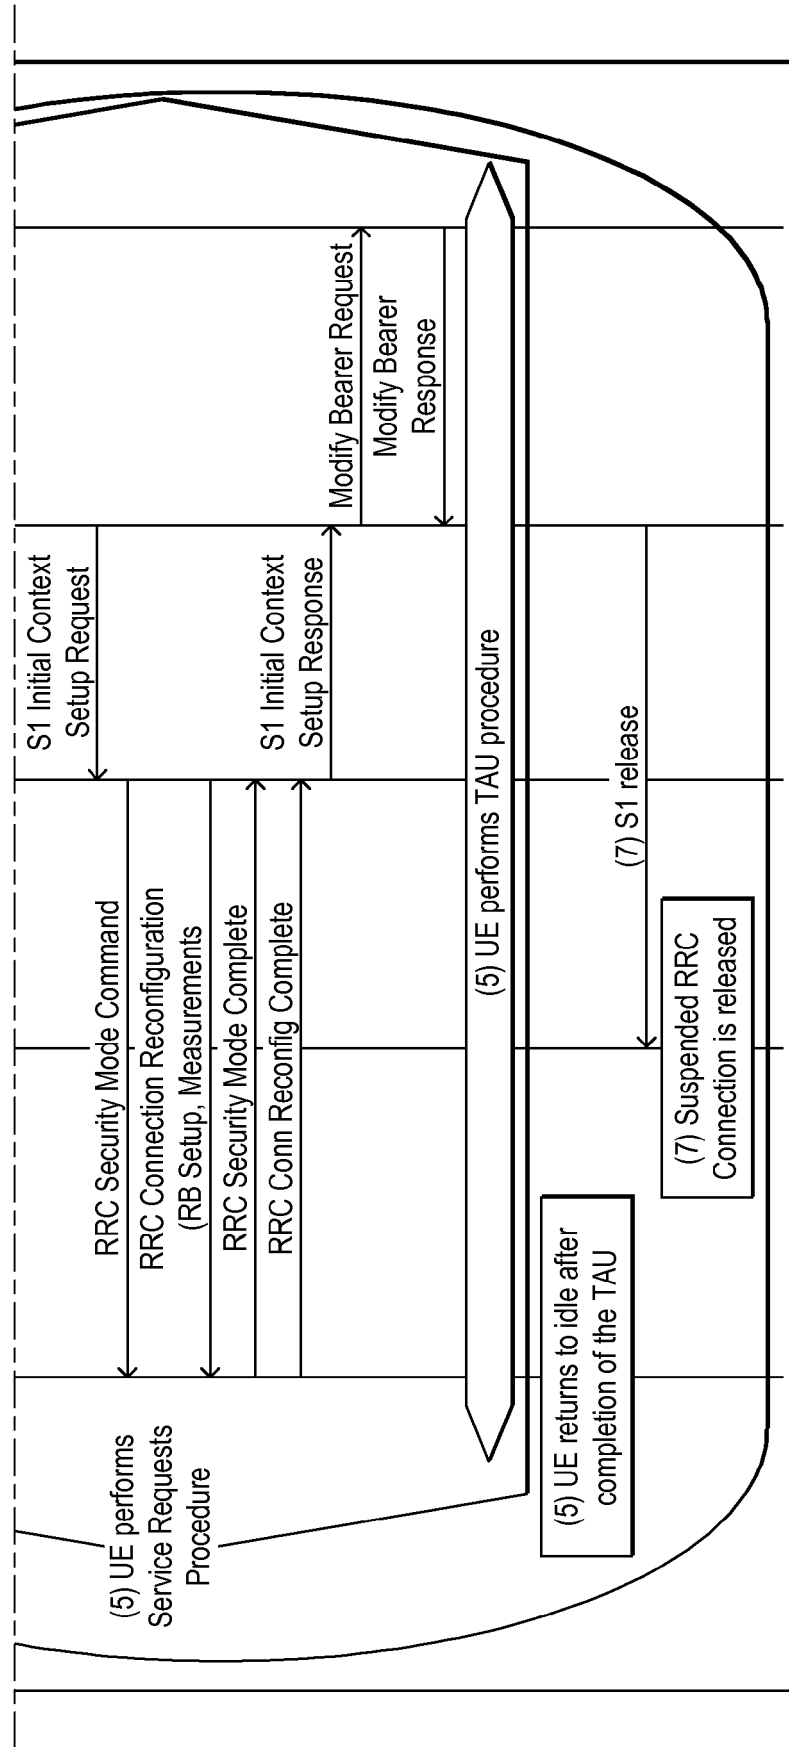 S1 Initial Context
Setup Request
RRC Security Mode Command
RRC Connection Reconfiguration
(RB Setup, Measurements
RRC Security Mode Complete
RRC Conn Reconfig Complete
(5) UE performs
Service Requests
Procedure
S1 Initial Context
Setup Response
Modify Bearer Request
Modify Bearer
Response
(5) UE performs TAU procedure
(5) UE returns to idle after
completion of the TAU
(7) S1 release
(7) Suspended RRC
Connection is released